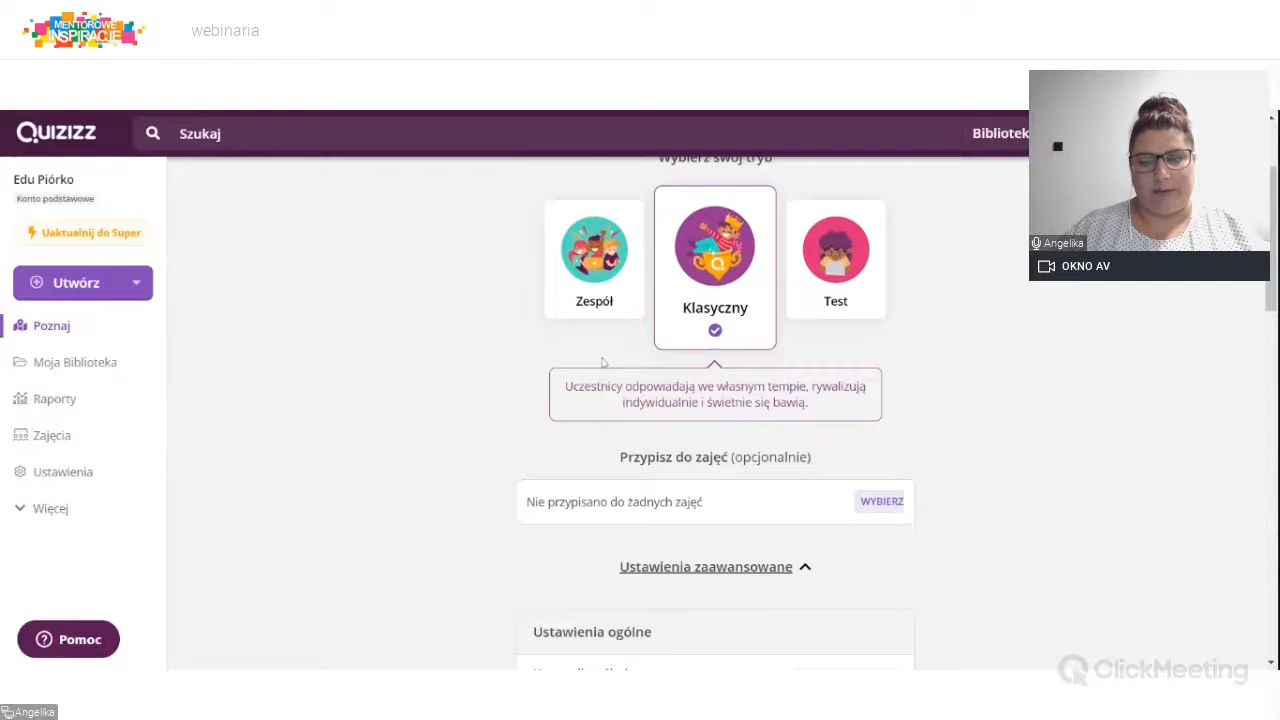 MENTOROWE
INSPIRACJE
webinaria
QUIZIZZ
Szukaj
Bibliotek
Edu Piórko
Konto podstawowe
Uaktualnij do Super
Utwórz
Poznaj
Moja Biblioteka
Raporty
Zajęcia
Ustawienia
Więcej
Pomoc
Wybierz swój tryb
Zespół
Klasyczny
Test
Uczestnicy odpowiadają we własnym tempie, rywalizują
indywidualnie i świetnie się bawią.
Przypisz do zajęć (opcjonalnie)
Nie przypisano do żadnych zajęć
WYBIERZ
Ustawienia zaawansowane
Ustawienia ogólne
Angelika
OKNO AV
ClickMeeting
Angelika